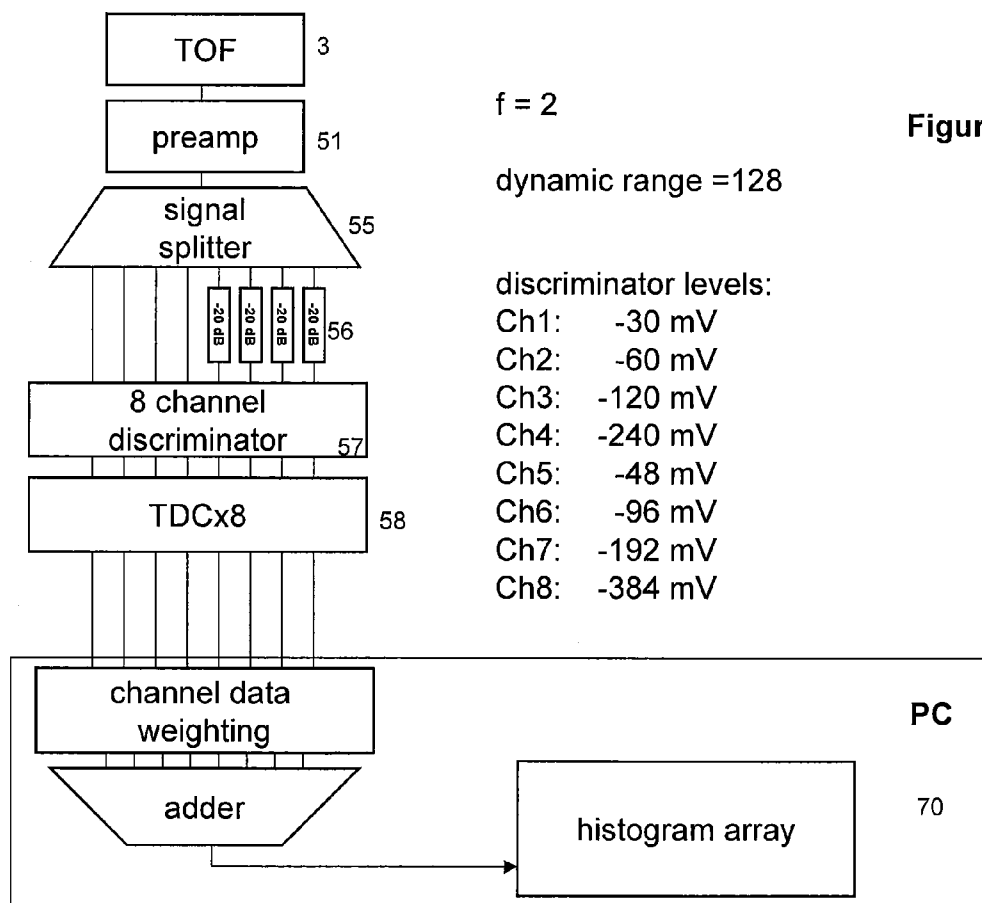 TOF
3
preamp
51
signal
splitter
55
-20 dB
-20 dB
-20 dB
-20 dB
56
8 channel
discriminator
57
TDCx8
58
f = 2
Figur
dynamic range =128
discriminator levels:
Ch1: -30 mV
Ch2: -60 mV
Ch3: -120 mV
Ch4: -240 mV
Ch5: -48 mV
Ch6: -96 mV
Ch7: -192 mV
Ch8: -384 mV
channel data
weighting
adder
histogram array
PC
70